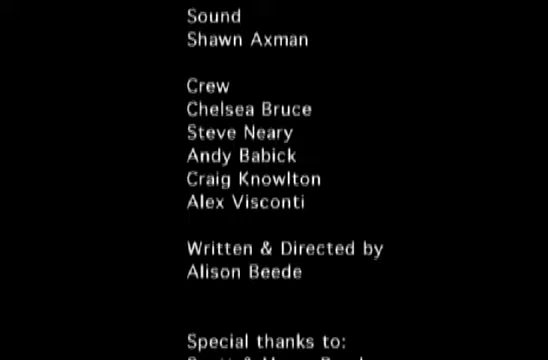 Sound
Shawn Axman
Crew
Chelsea Bruce
Steve Neary
Andy Babick
Craig Knowlton
Alex Visconti
Written & Directed by
Alison Beede
Special thanks to: